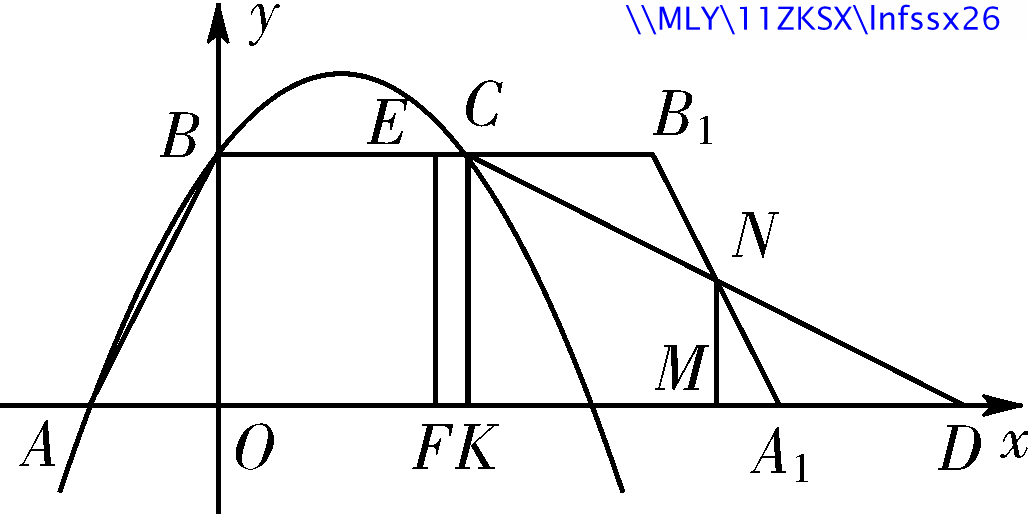 \\MLY\11ZKSX\lnfssx26
y
B E C B₁
N
M
A O F K A₁ D x